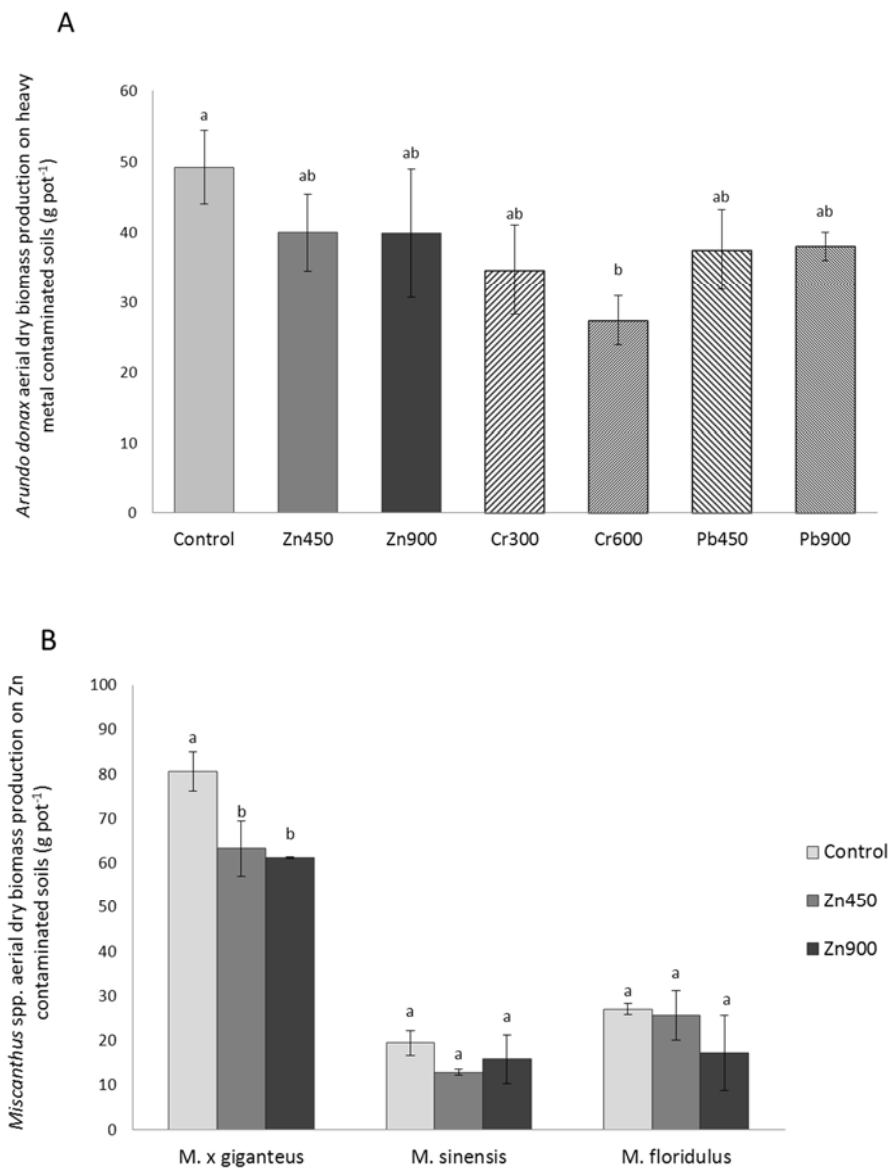 A
Arundo donax aerial dry biomass production on heavy
metal contaminated soils (g pot⁻¹)
60
50
40
30
20
10
0
a
ab
ab
ab
b
ab
ab
Control Zn450 Zn900 Cr300 Cr600 Pb450 Pb900
B
Miscanthus spp. aerial dry biomass production on Zn
contaminated soils (g pot⁻¹)
100
90
80
70
60
50
40
30
20
10
0
a
b
b
a
a
a
a
a
a
M. x giganteus M. sinensis M. floridulus
Control
Zn450
Zn900